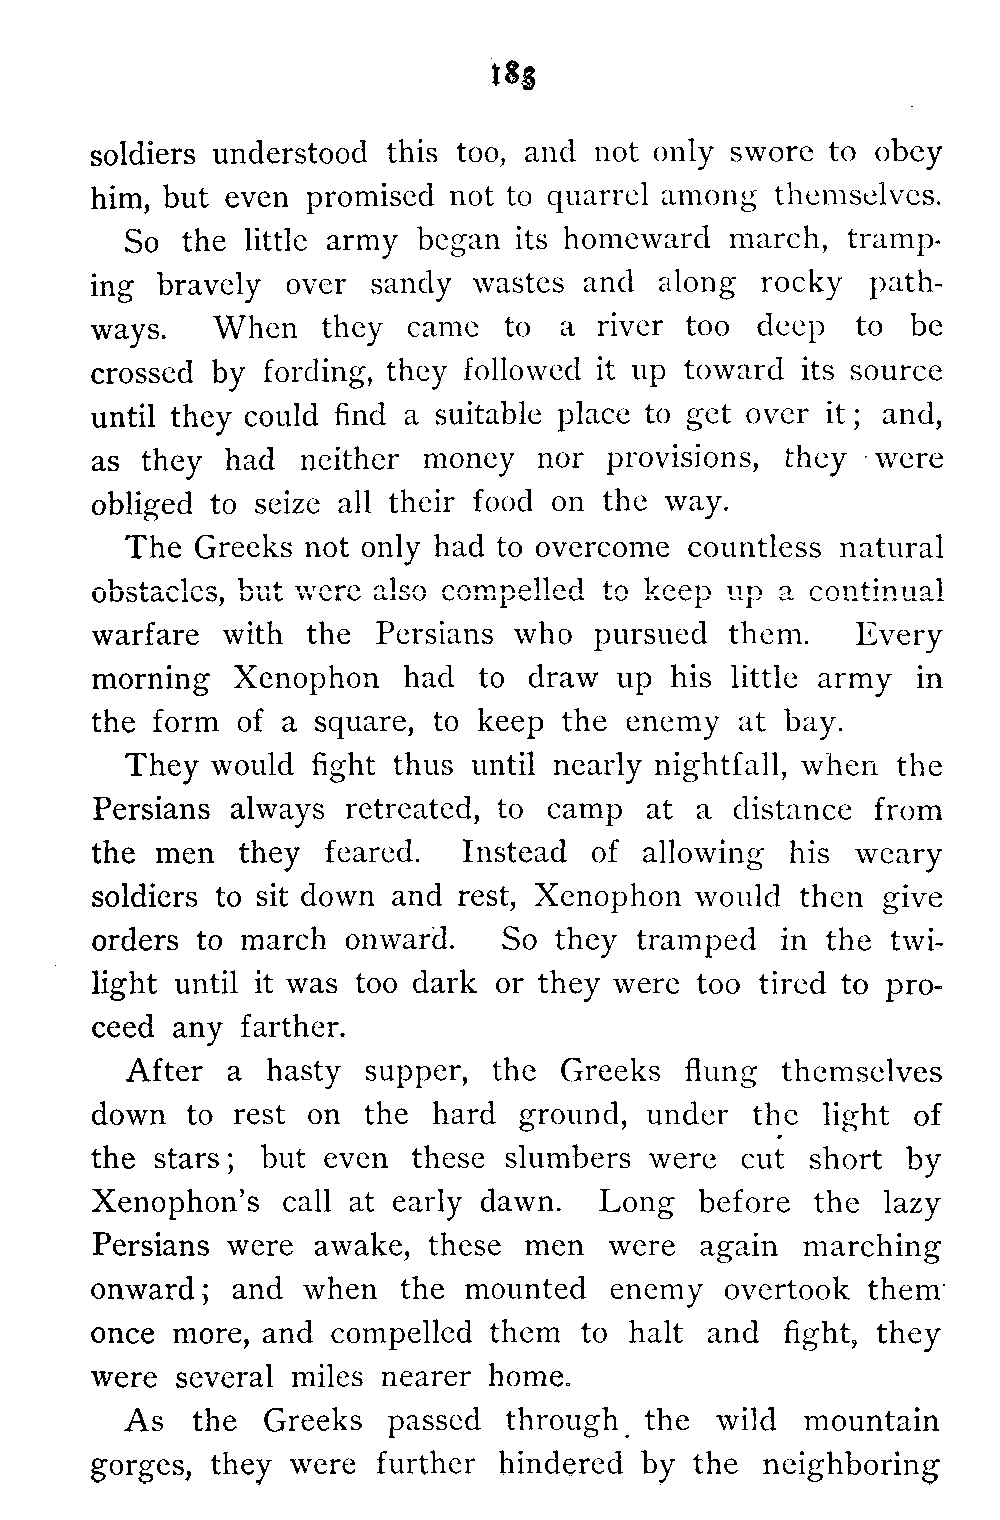 183
soldiers understood this too, and not only swore to obey
him, but even promised not to quarrel among themselves.
So the little army began its homeward march, tramp-
ing bravely over sandy wastes and along rocky path-
ways. When they came to a river too deep to be
crossed by fording, they followed it up toward its source
until they could find a suitable place to get over it; and,
as they had neither money nor provisions, they were
obliged to seize all their food on the way.
The Greeks not only had to overcome countless natural
obstacles, but were also compelled to keep up a continual
warfare with the Persians who pursued them. Every
morning Xenophon had to draw up his little army in
the form of a square, to keep the enemy at bay.
They would fight thus until nearly nightfall, when the
Persians always retreated, to camp at a distance from
the men they feared. Instead of allowing his weary
soldiers to sit down and rest, Xenophon would then give
orders to march onward. So they tramped in the twi-
light until it was too dark or they were too tired to pro-
ceed any farther.
After a hasty supper, the Greeks flung themselves
down to rest on the hard ground, under the light of
the stars; but even these slumbers were cut short by
Xenophon's call at early dawn. Long before the lazy
Persians were awake, these men were again marching
onward; and when the mounted enemy overtook them
once more, and compelled them to halt and fight, they
were several miles nearer home.
As the Greeks passed through the wild mountain
gorges, they were further hindered by the neighboring